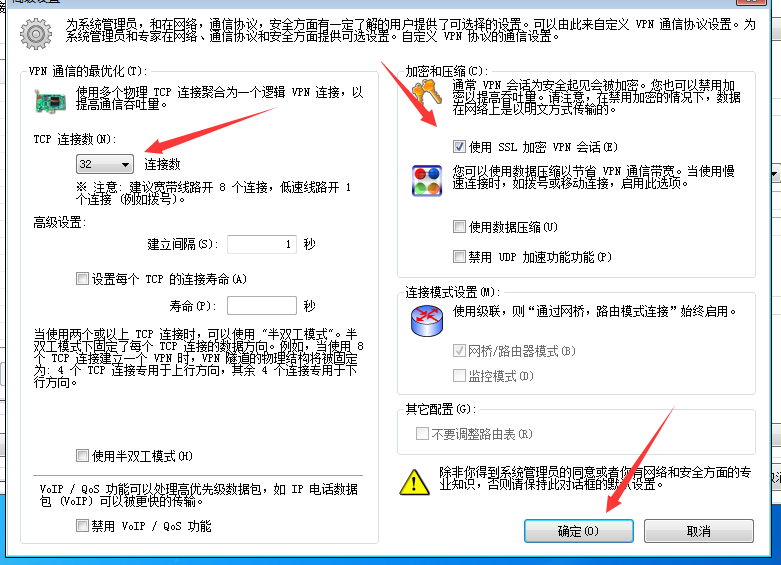 为系统管理员，和在网络，通信协议，安全方面有一定了解的用户提供了可选择的设置。可以由此来自定义 VPN 通信协议设置。为
系统管理员和专家在网络、通信协议和安全方面提供可选设置。自定义 VPN 协议的通信设置。
VPN 通信的最优化(T):
使用多个物理 TCP 连接聚合为一个逻辑 VPN 连接，以
提高通信吞吐量。
TCP 连接数(N):
32 连接数
※ 注意: 建议宽带线路开 8 个连接，低速线路开 1
个连接 (例如拨号)。
高级设置:
建立间隔(S): 1 秒
设置每个 TCP 的连接寿命(A)
寿命(P): 秒
当使用两个或以上 TCP 连接时，可以使用 "半双工模式"。半
双工模式下固定了每个 TCP 连接的数据方向。例如，当使用 8
个 TCP 连接建立一个 VPN 时，VPN 隧道的物理结构将被固定
为: 4 个 TCP 连接专用于上行方向，其余 4 个连接专用于下
行方向。
使用半双工模式(H)
VoIP / QoS 功能可以处理高优先级数据包，如 IP 电话数据
包 (VoIP) 可以被更快的传输。
禁用 VoIP / QoS 功能
加密和压缩(C):
通常 VPN 会话为安全起见会被加密。您也可以禁用加
密以提高吞吐量。请注意，在禁用加密的情况下，数据
在网络上是以明文方式传输的。
使用 SSL 加密 VPN 会话(E)
您可以使用数据压缩以节省 VPN 通信带宽。当使用慢
速连接时，如拨号或移动连接，启用此选项。
使用数据压缩(U)
禁用 UDP 加速功能功能(P)
连接模式设置(M):
使用级联，则"通过网桥，路由模式连接"始终启用。
网桥/路由器模式(B)
监控模式(D)
其它配置(G):
不要调整路由表(R)
除非你得到系统管理员的同意或者你有网络和安全方面的专
业知识，否则请保持此对话框的默认设置。
确定(O)
取消